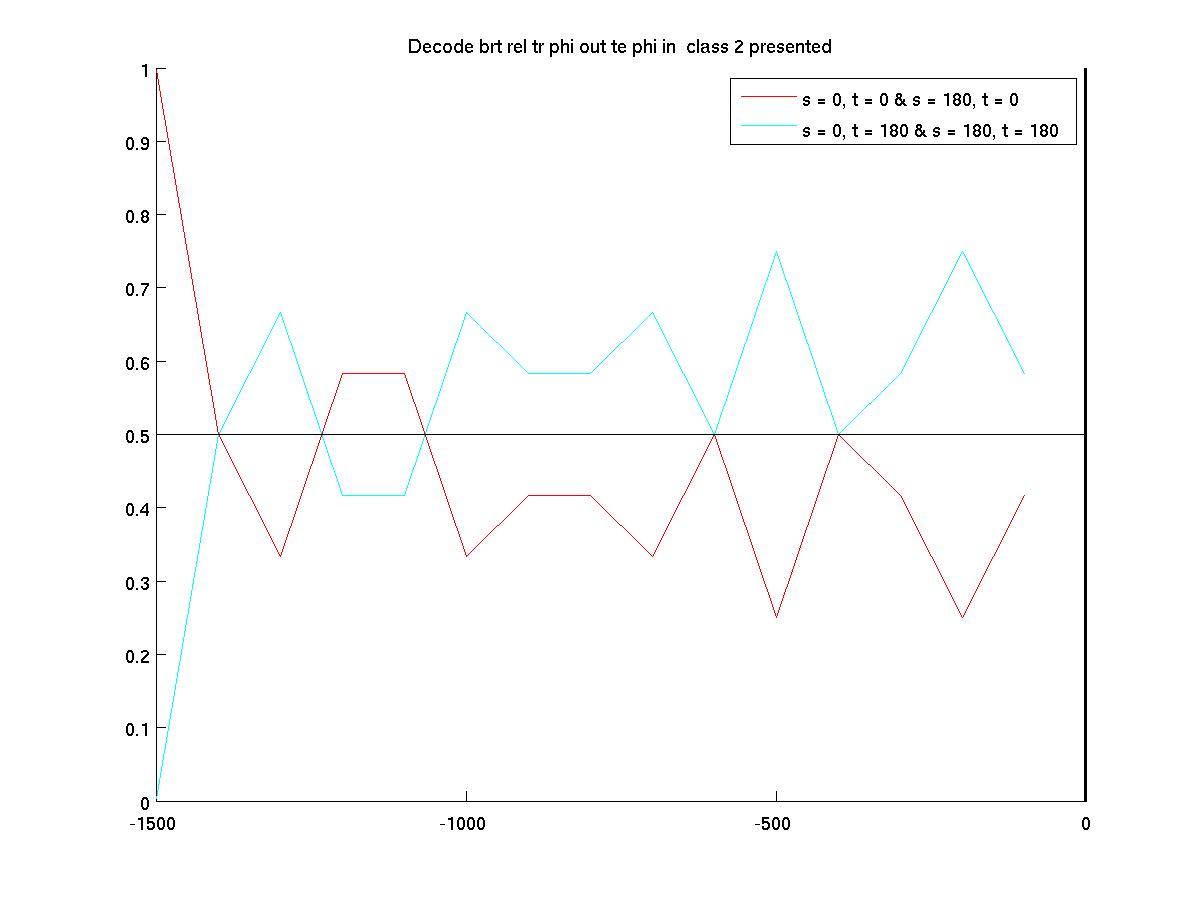 Decode brt rel tr phi out te phi in  class 2 presented
s = 0, t = 0 & s = 180, t = 0
s = 0, t = 180 & s = 180, t = 180
1
0.9
0.8
0.7
0.6
0.5
0.4
0.3
0.2
0.1
0
-1500 -1000 -500 0